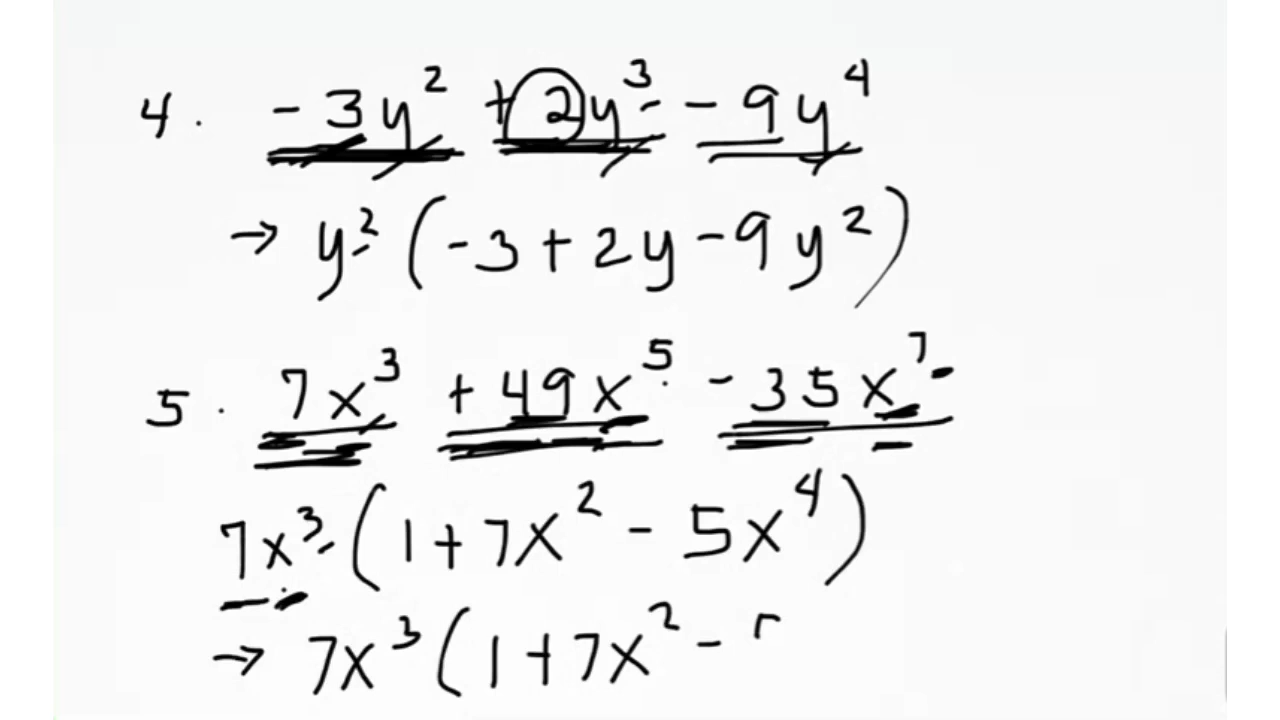 4. -3y² +2y³ - 9y⁴
→ y² (-3 + 2y - 9y²)
5. 7x³ + 49x⁵ - 35x⁷
7x³ (1 + 7x² - 5x⁴)
→ 7x³ (1 + 7x² -